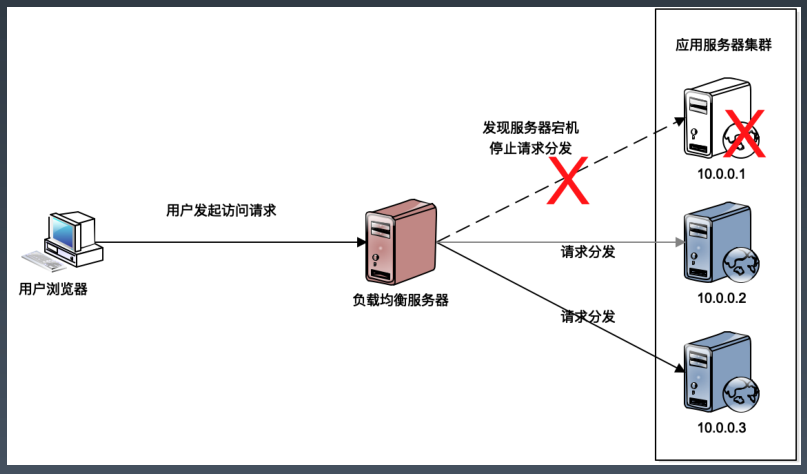 应用服务器集群
发现服务器宕机
停止请求分发
10.0.0.1
用户发起访问请求
请求分发
用户浏览器
负载均衡服务器
10.0.0.2
请求分发
10.0.0.3